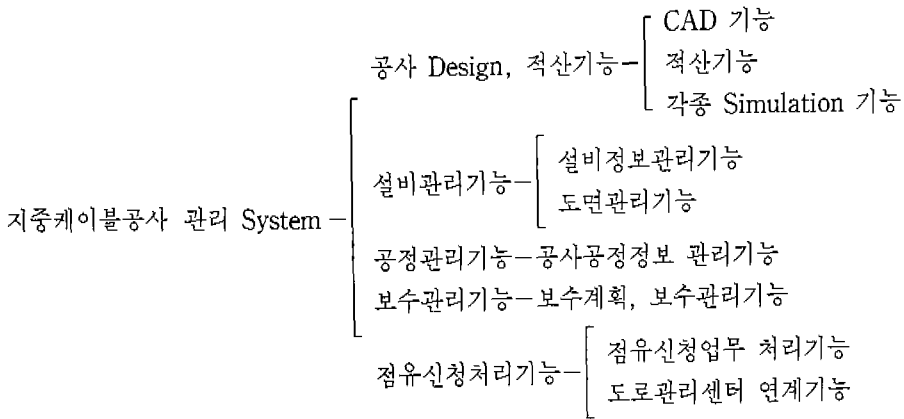 CAD 기능
공사 Design, 적산기능
적산기능
각종 Simulation 기능
설비정보관리기능
설비관리기능
도면관리기능
지중케이블공사 관리 System
공정관리기능-공사공정정보 관리기능
보수관리기능-보수계획, 보수관리기능
점유신청업무 처리기능
점유신청처리기능
도로관리센터 연계기능